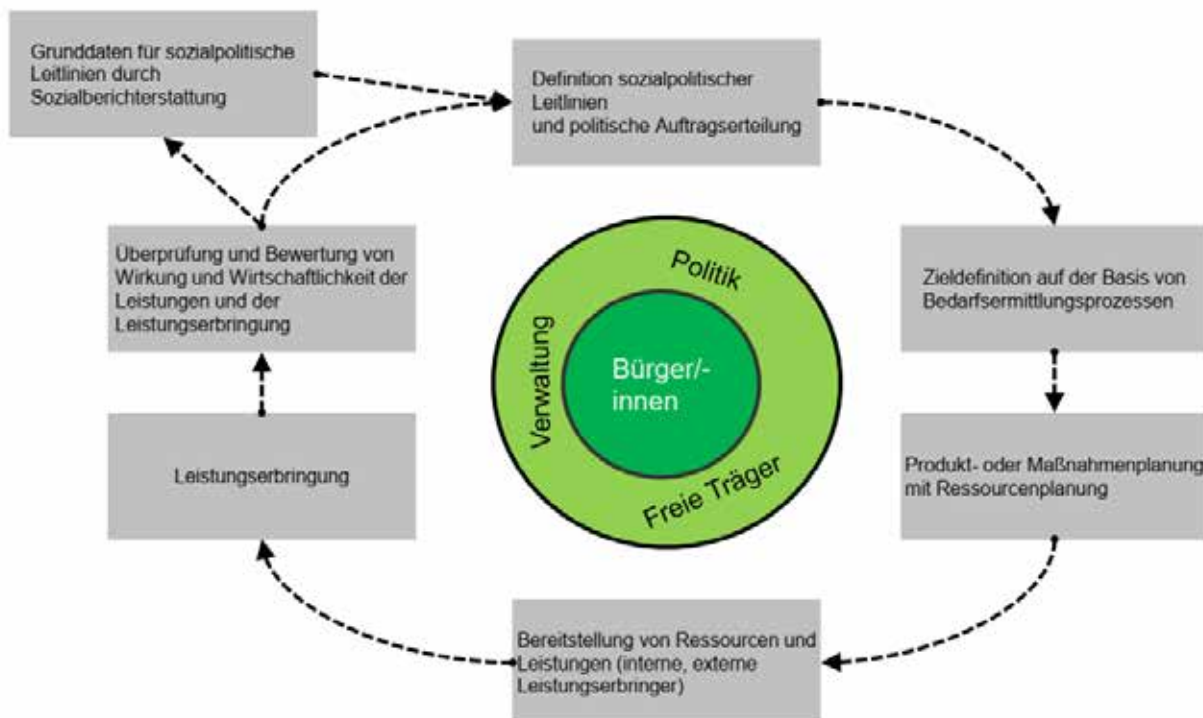 Grunddaten für sozialpolitische
Leitlinien durch
Sozialberichterstattung
Definition sozialpolitischer
Leitlinien
und politische Auftragserteilung
Überprüfung und Bewertung von
Wirkung und Wirtschaftlichkeit der
Leistungen und der
Leistungserbringung
Zieldefinition auf der Basis von
Bedarfsermittlungsprozessen
Politik
Verwaltung
Freie Träger
Bürger/-
innen
Leistungserbringung
Produkt- oder Maßnahmenplanung
mit Ressourcenplanung
Bereitstellung von Ressourcen und
Leistungen (interne, externe
Leistungserbringer)